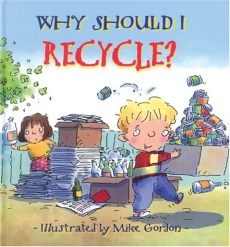 WHY SHOULD I
RECYCLE?
- Illustrated by Mike Gordon -